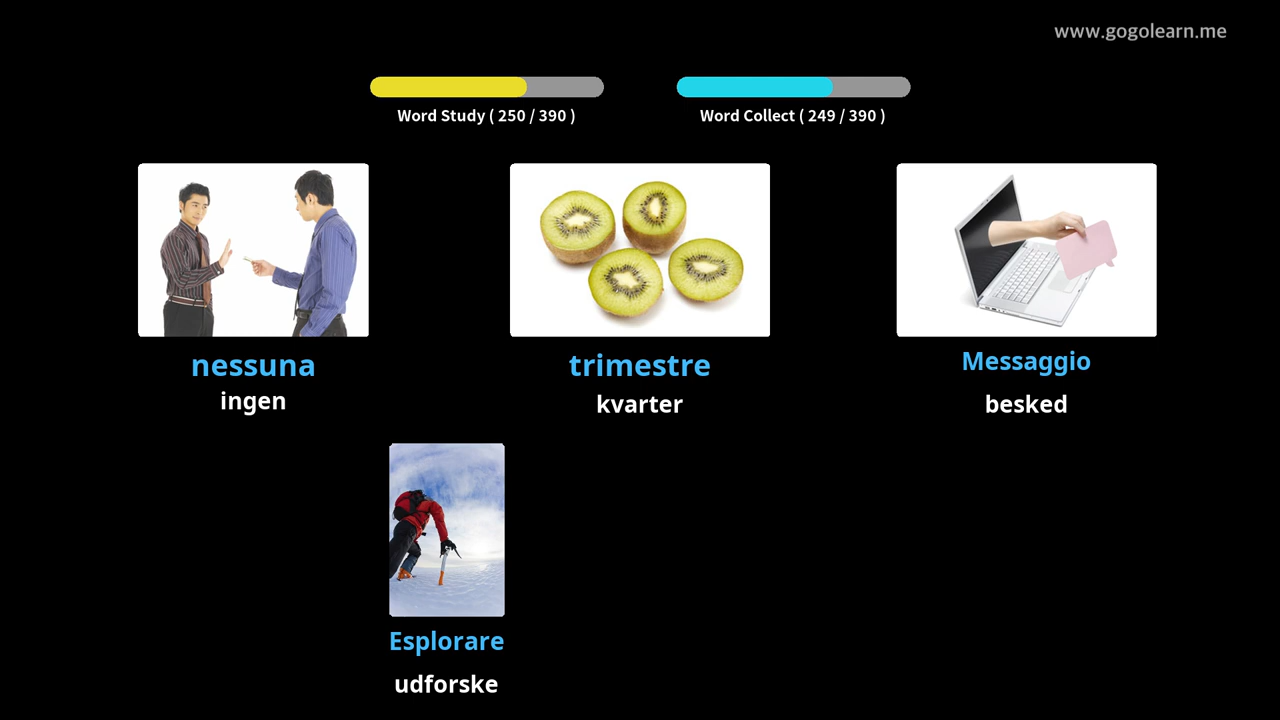 www.gogolearn.me
Word Study ( 250 / 390 )
Word Collect ( 249 / 390 )
nessuna
ingen
trimestre
kvarter
Messaggio
besked
Esplorare
udforske